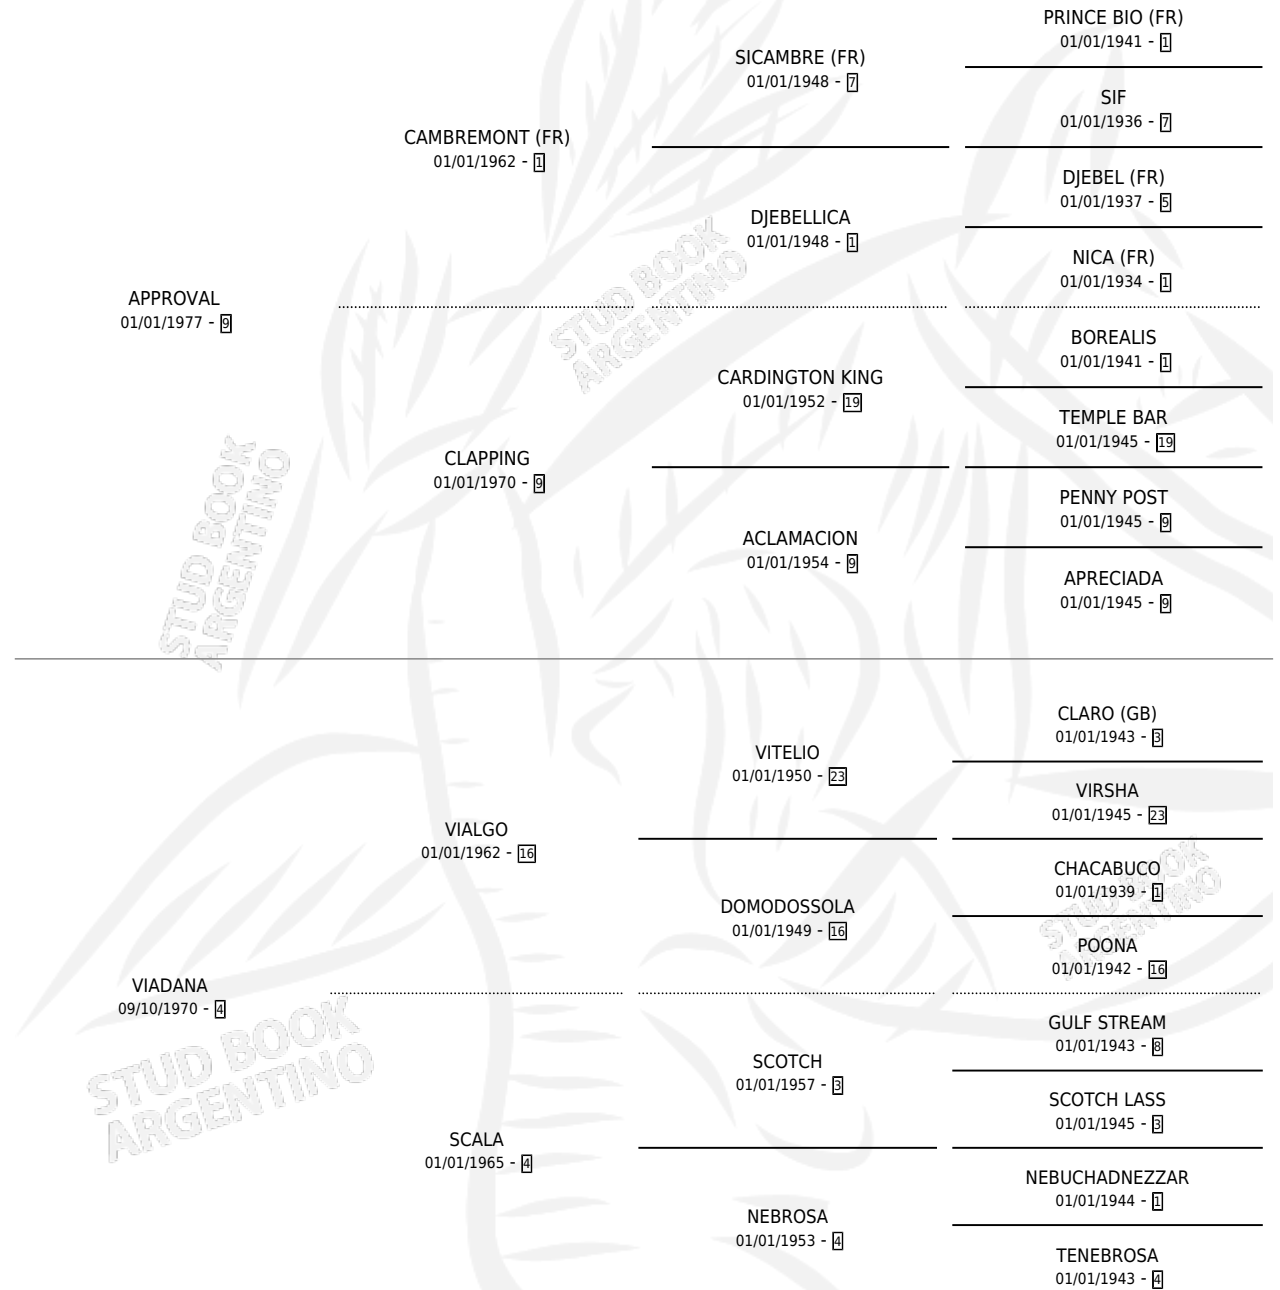 PRINCE BIO (FR)
01/01/1941 - 1
SICAMBRE (FR)
01/01/1948 - 7
SIF
01/01/1936 - 7
CAMBREMONT (FR)
01/01/1962 - 1
DJEBEL (FR)
01/01/1937 - 5
DJEBELLICA
01/01/1948 - 1
NICA (FR)
01/01/1934 - 1
APPROVAL
01/01/1977 - 9
BOREALIS
01/01/1941 - 1
CARDINGTON KING
01/01/1952 - 19
TEMPLE BAR
01/01/1945 - 19
CLAPPING
01/01/1970 - 9
PENNY POST
01/01/1945 - 9
ACLAMACION
01/01/1954 - 9
APRECIADA
01/01/1945 - 9
CLARO (GB)
01/01/1943 - 3
VITELIO
01/01/1950 - 23
VIRSHA
01/01/1945 - 23
VIALGO
01/01/1962 - 16
CHACABUCO
01/01/1939 - 1
DOMODOSSOLA
01/01/1949 - 16
POONA
01/01/1942 - 16
VIADANA
09/10/1970 - 4
GULF STREAM
01/01/1943 - 8
SCOTCH
01/01/1957 - 3
SCOTCH LASS
01/01/1945 - 3
SCALA
01/01/1965 - 4
NEBUCHADNEZZAR
01/01/1944 - 1
NEBROSA
01/01/1953 - 4
TENEBROSA
01/01/1943 - 4
STUD BOOK
ARGENTINO
STUD BOOK
ARGENTINO
STUD BOOK
ARGENTINO
STUD BOOK
ARGENTINO